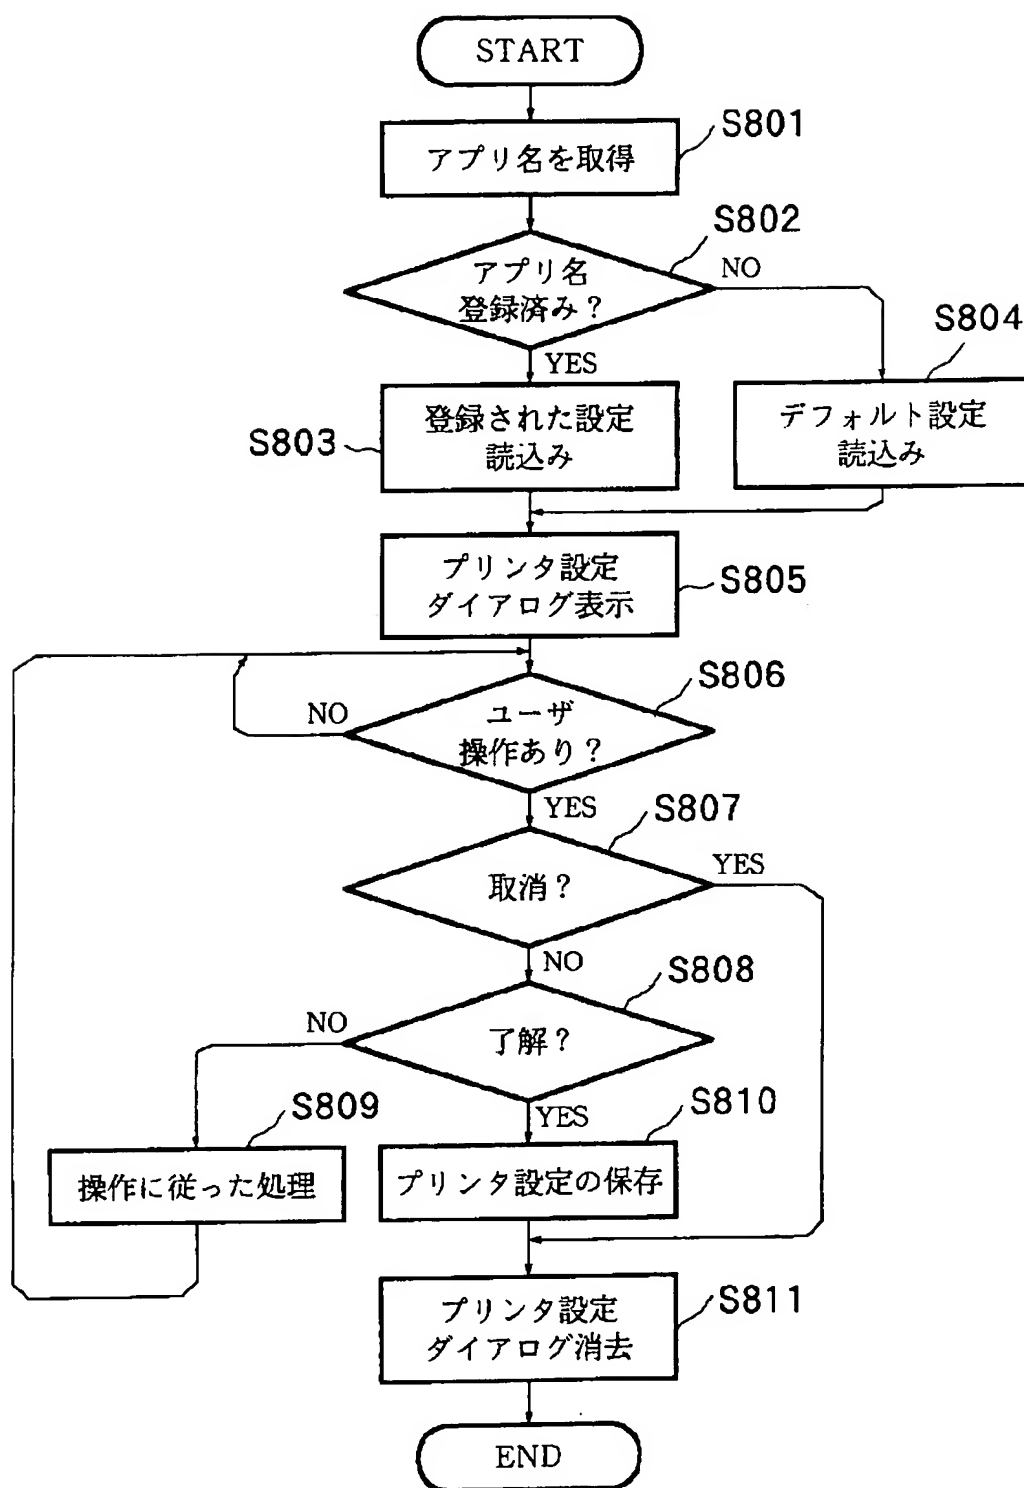 START
S801
アプリ名を取得
S802
アプリ名
登録済み？
NO
YES
S804
デフォルト設定
読込み
S803
登録された設定
読込み
プリンタ設定
ダイアログ表示
S805
S806
ユーザ
操作あり？
NO
YES
S807
取消？
YES
NO
S808
了解？
NO
YES
S809
操作に従った処理
S810
プリンタ設定の保存
プリンタ設定
ダイアログ消去
S811
END